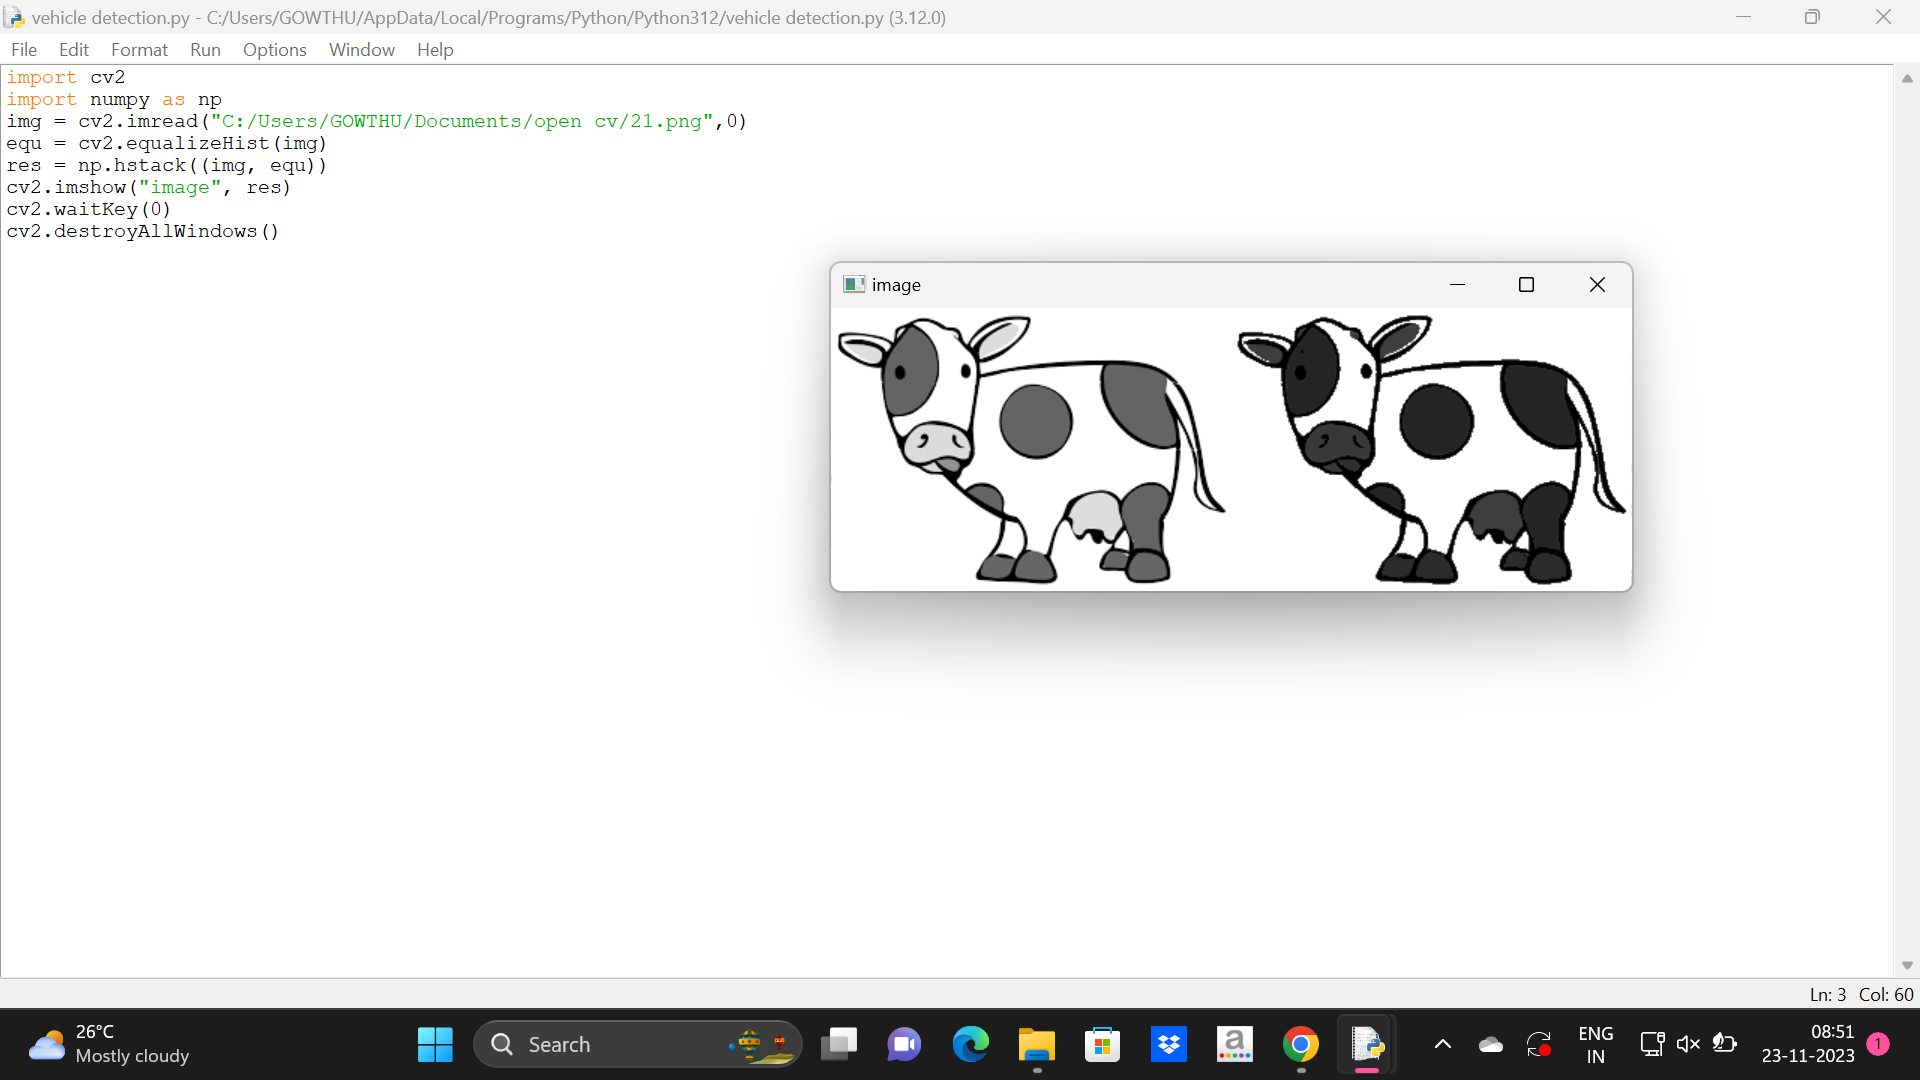 vehicle detection.py - C:/Users/GOWTHU/AppData/Local/Programs/Python/Python312/vehicle detection.py (3.12.0)
File Edit Format Run Options Window Help
import cv2
import numpy as np
img = cv2.imread("C:/Users/GOWTHU/Documents/open cv/21.png",0)
equ = cv2.equalizeHist(img)
res = np.hstack((img, equ))
cv2.imshow("image", res)
cv2.waitKey(0)
cv2.destroyAllWindows()
image
Ln: 3 Col: 60
26°C
Mostly cloudy
Search
a
ENG
IN
08:51
23-11-2023
1